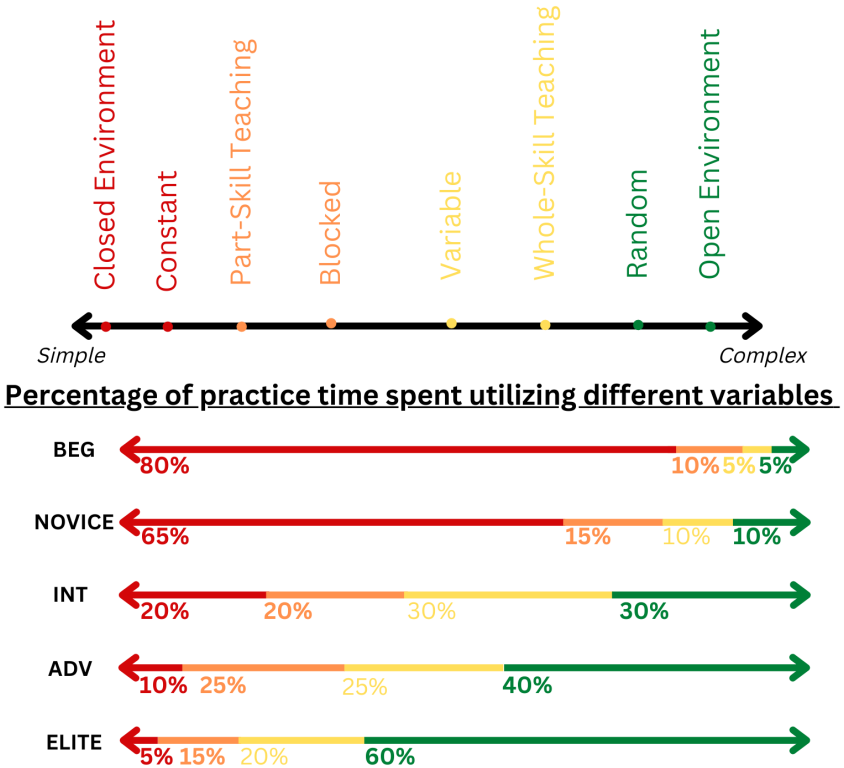 Closed Environment
Constant
Part-Skill Teaching
Blocked
Variable
Whole-Skill Teaching
Random
Open Environment
Simple
Complex
Percentage of practice time spent utilizing different variables
BEG
80%
10%
5%
5%
NOVICE
65%
15%
10%
10%
INT
20%
20%
30%
30%
ADV
10%
25%
25%
40%
ELITE
5%
15%
20%
60%